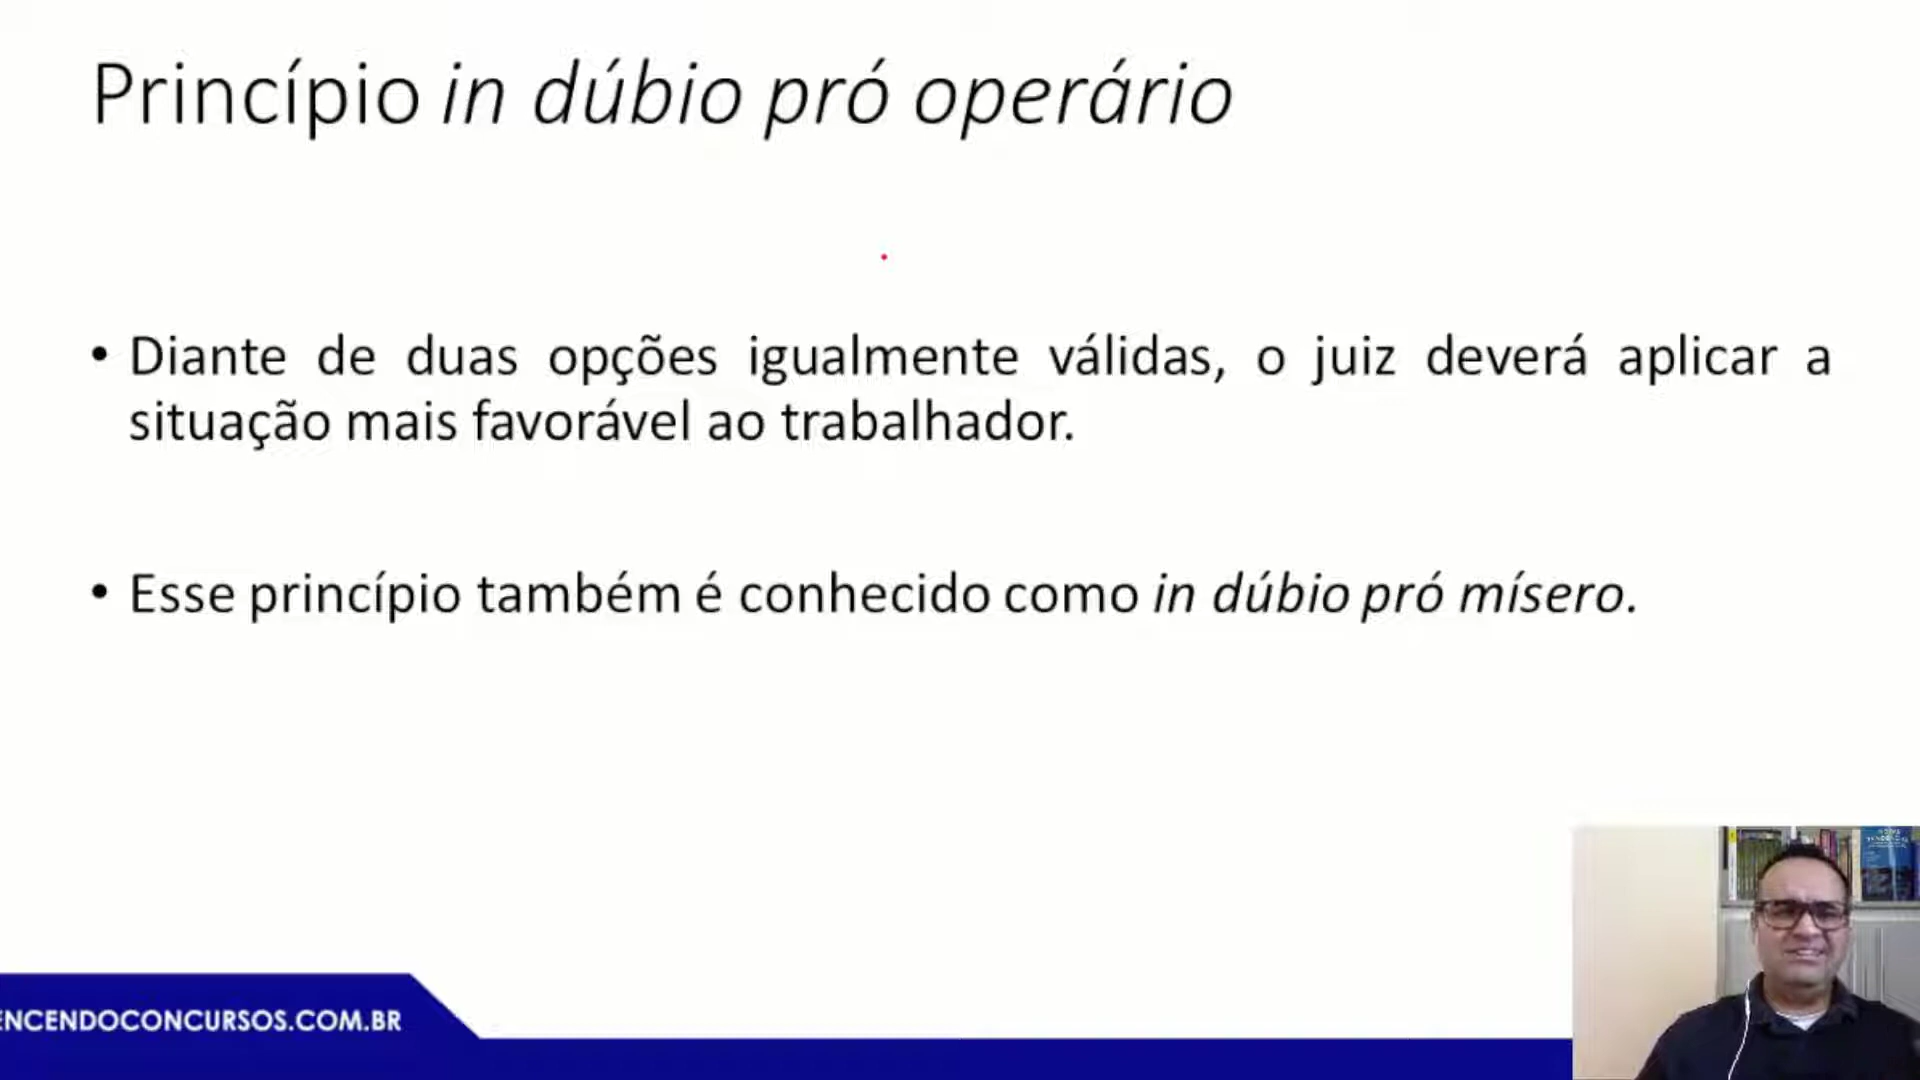 Princípio in dúbio pró operário
• Diante de duas opções igualmente válidas, o juiz deverá aplicar a
situação mais favorável ao trabalhador.
• Esse princípio também é conhecido como in dúbio pró mísero.
ENCENDOCONCURSOS.COM.BR